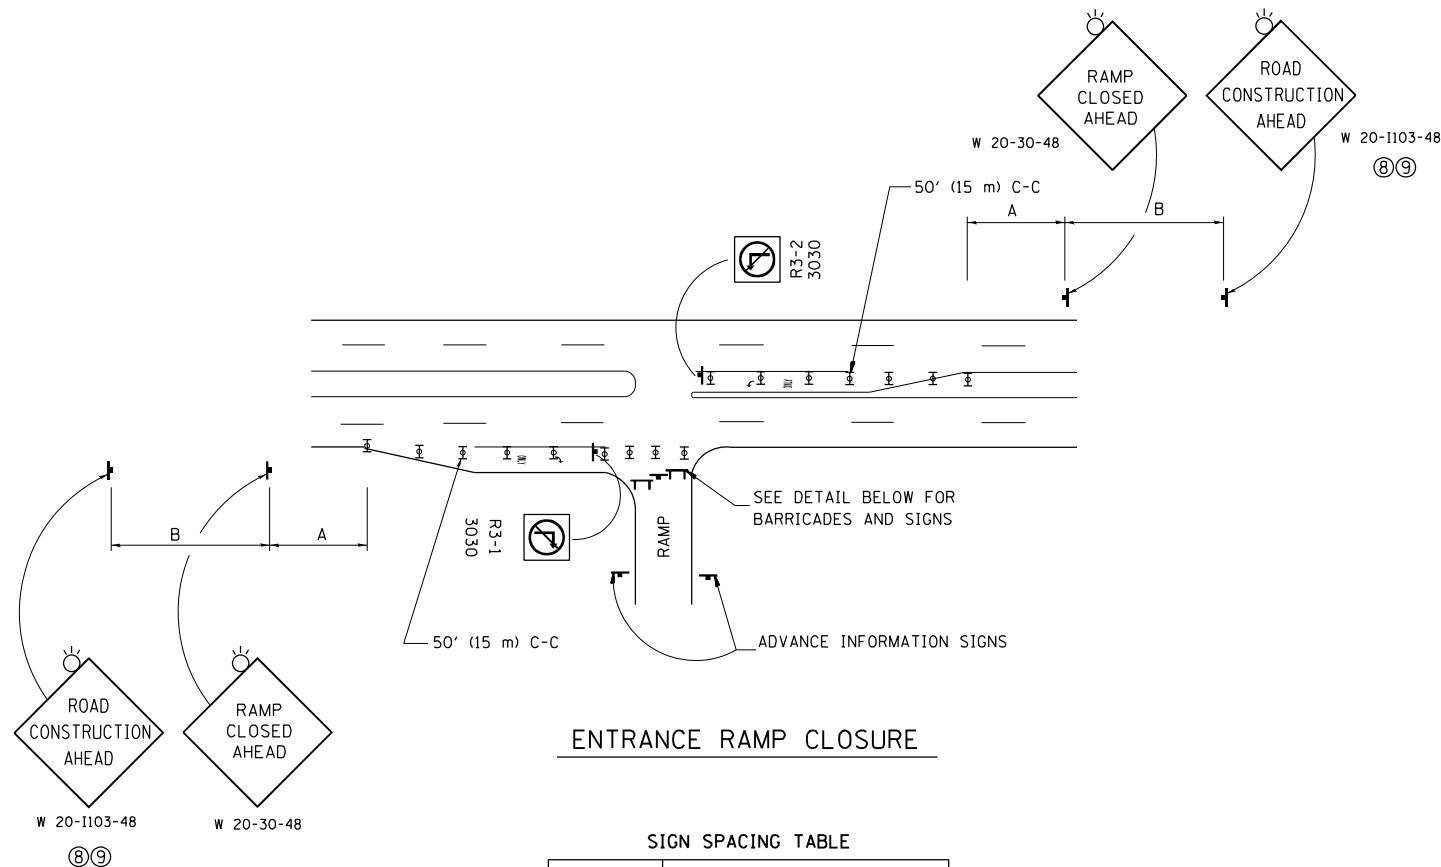 RAMP
CLOSED
AHEAD
W 20-30-48
ROAD
CONSTRUCTION
AHEAD
W 20-I103-48
⑧⑨
50' (15 m) C-C
A
B
R3-2
3030
ONLY
ONLY
SEE DETAIL BELOW FOR
BARRICADES AND SIGNS
RAMP
R3-1
3030
B
A
50' (15 m) C-C
ADVANCE INFORMATION SIGNS
ROAD
CONSTRUCTION
AHEAD
W 20-I103-48
⑧⑨
RAMP
CLOSED
AHEAD
W 20-30-48
ENTRANCE RAMP CLOSURE
SIGN SPACING TABLE